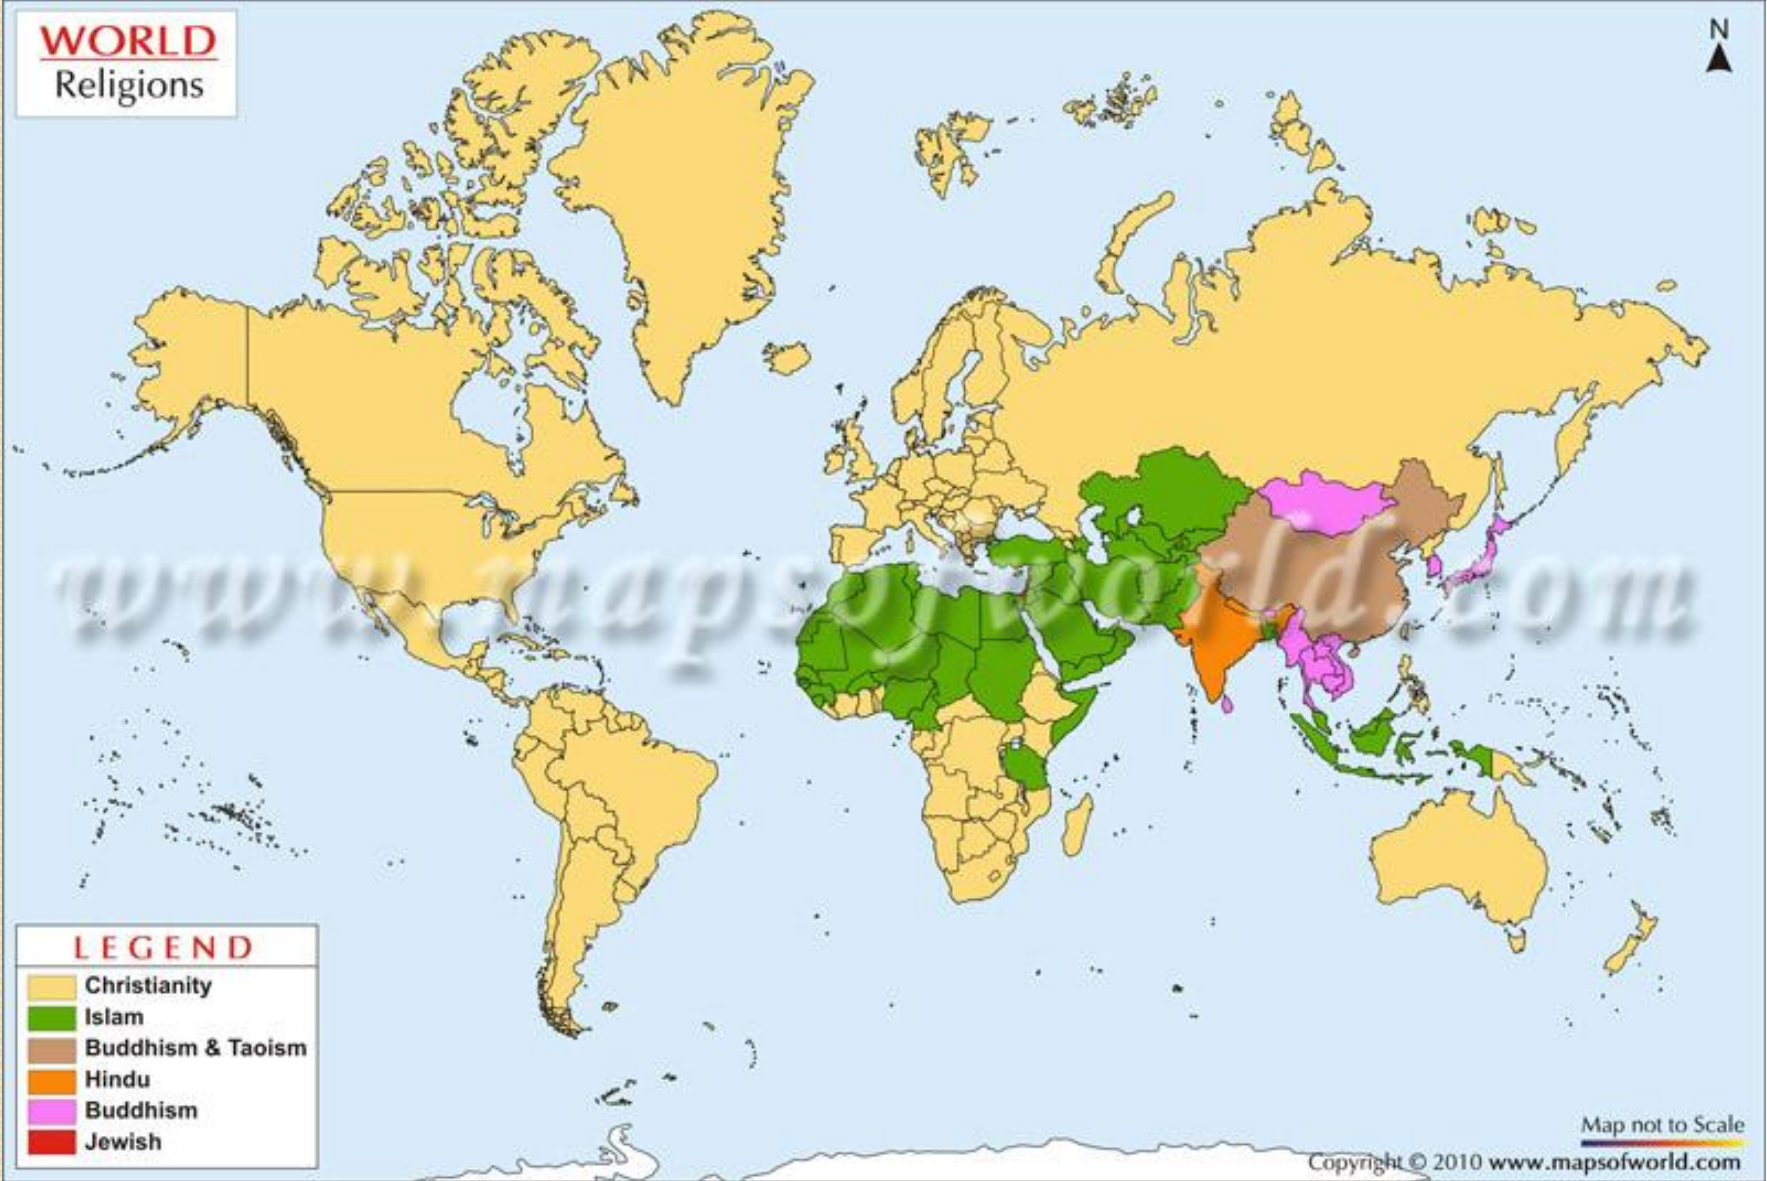 WORLD
Religions
N
www.mapsofworld.com
LEGEND
Christianity
Islam
Buddhism & Taoism
Hindu
Buddhism
Jewish
Map not to Scale
Copyright © 2010 www.mapsofworld.com